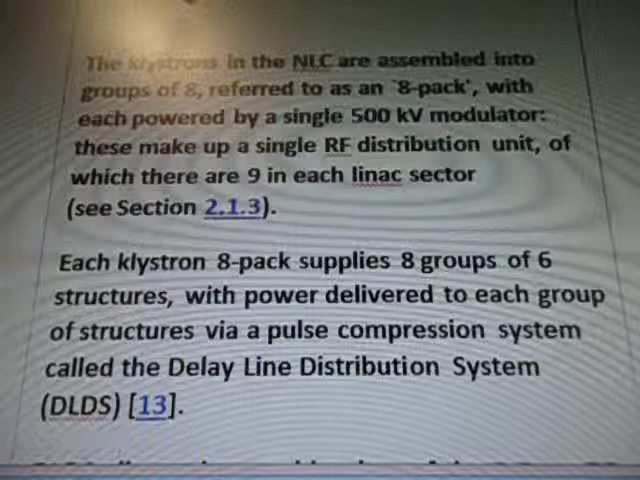 The klystrons in the NLC are assembled into
groups of 8, referred to as an '8-pack', with
each powered by a single 500 kV modulator:
these make up a single RF distribution unit, of
which there are 9 in each linac sector
(see Section 2.1.3).
Each klystron 8-pack supplies 8 groups of 6
structures, with power delivered to each group
of structures via a pulse compression system
called the Delay Line Distribution System
(DLDS) [13].